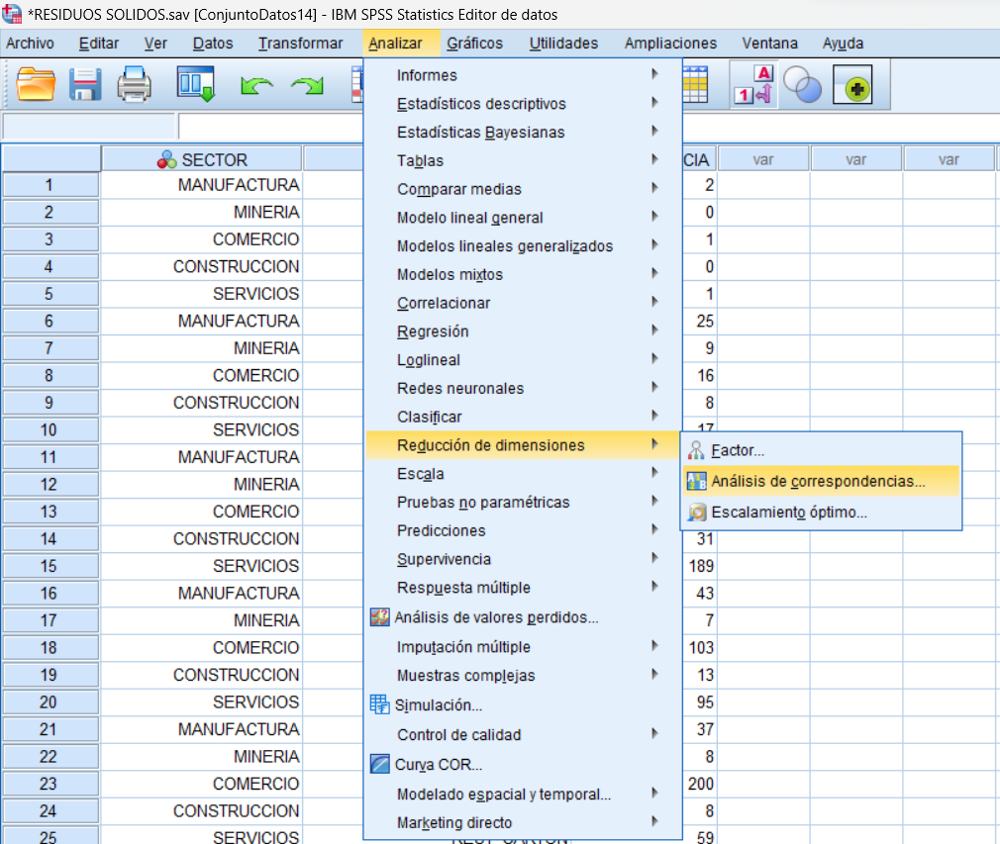 *RESIDUOS SOLIDOS.sav [ConjuntoDatos14] - IBM SPSS Statistics Editor de datos
Archivo Editar Ver Datos Transformar Analizar Gráficos Utilidades Ampliaciones Ventana Ayuda
SECTOR CIA var var var
1 MANUFACTURA 2
2 MINERIA 0
3 COMERCIO 1
4 CONSTRUCCION 0
5 SERVICIOS 1
6 MANUFACTURA 25
7 MINERIA 9
8 COMERCIO 16
9 CONSTRUCCION 8
10 SERVICIOS 17
11 MANUFACTURA
12 MINERIA
13 COMERCIO
14 CONSTRUCCION 31
15 SERVICIOS 189
16 MANUFACTURA 43
17 MINERIA 7
18 COMERCIO 103
19 CONSTRUCCION 13
20 SERVICIOS 95
21 MANUFACTURA 37
22 MINERIA 8
23 COMERCIO 200
24 CONSTRUCCION 8
25 SERVICIOS 59
Informes
Estadísticos descriptivos
Estadísticas Bayesianas
Tablas
Comparar medias
Modelo lineal general
Modelos lineales generalizados
Modelos mixtos
Correlacionar
Regresión
Loglineal
Redes neuronales
Clasificar
Reducción de dimensiones
Escala
Pruebas no paramétricas
Predicciones
Supervivencia
Respuesta múltiple
Análisis de valores perdidos...
Imputación múltiple
Muestras complejas
Simulación...
Control de calidad
Curva COR...
Modelado espacial y temporal...
Marketing directo
Factor...
Análisis de correspondencias...
Escalamiento óptimo...